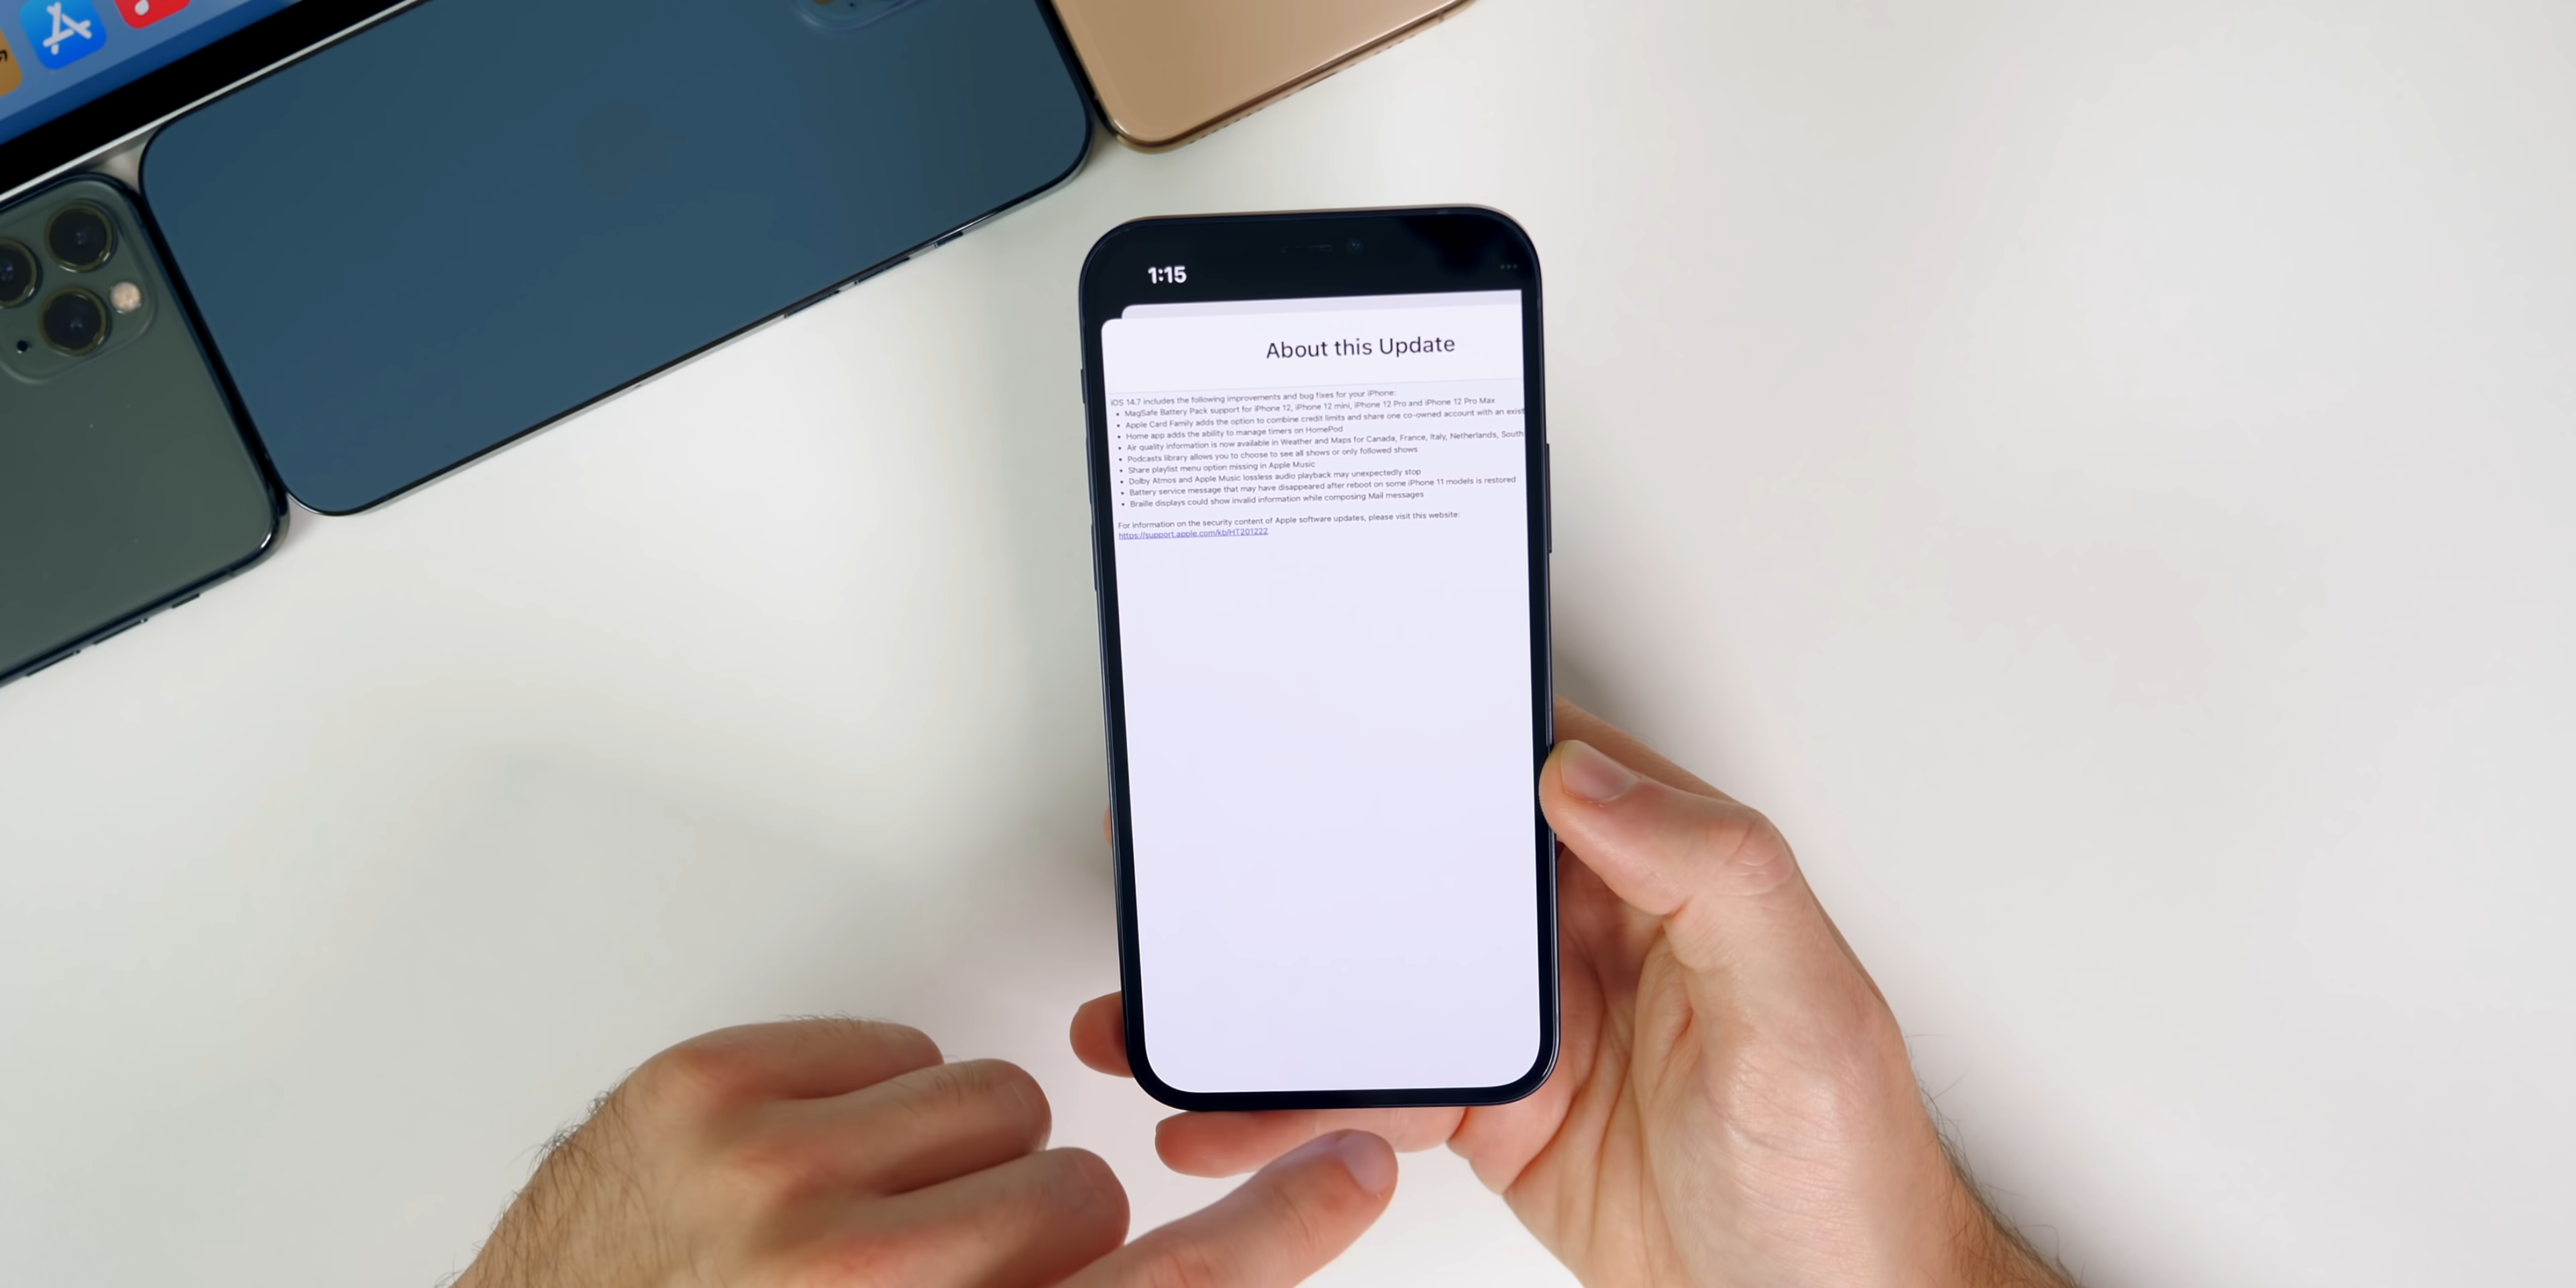 1:15
About this Update
iOS 14.7 includes the following improvements and bug fixes for your iPhone:
• MagSafe Battery Pack support for iPhone 12, iPhone 12 mini, iPhone 12 Pro and iPhone 12 Pro Max
• Apple Card Family adds the option to combine credit limits and share one co-owned account with an exist
• Home app adds the ability to manage timers on HomePod
• Air quality information is now available in Weather and Maps for Canada, France, Italy, Netherlands, South
• Podcasts library allows you to choose to see all shows or only followed shows
• Share playlist menu option missing in Apple Music
• Dolby Atmos and Apple Music lossless audio playback may unexpectedly stop
• Battery service message that may have disappeared after reboot on some iPhone 11 models is restored
• Braille displays could show invalid information while composing Mail messages
For information on the security content of Apple software updates, please visit this website:
https://support.apple.com/kb/HT201222